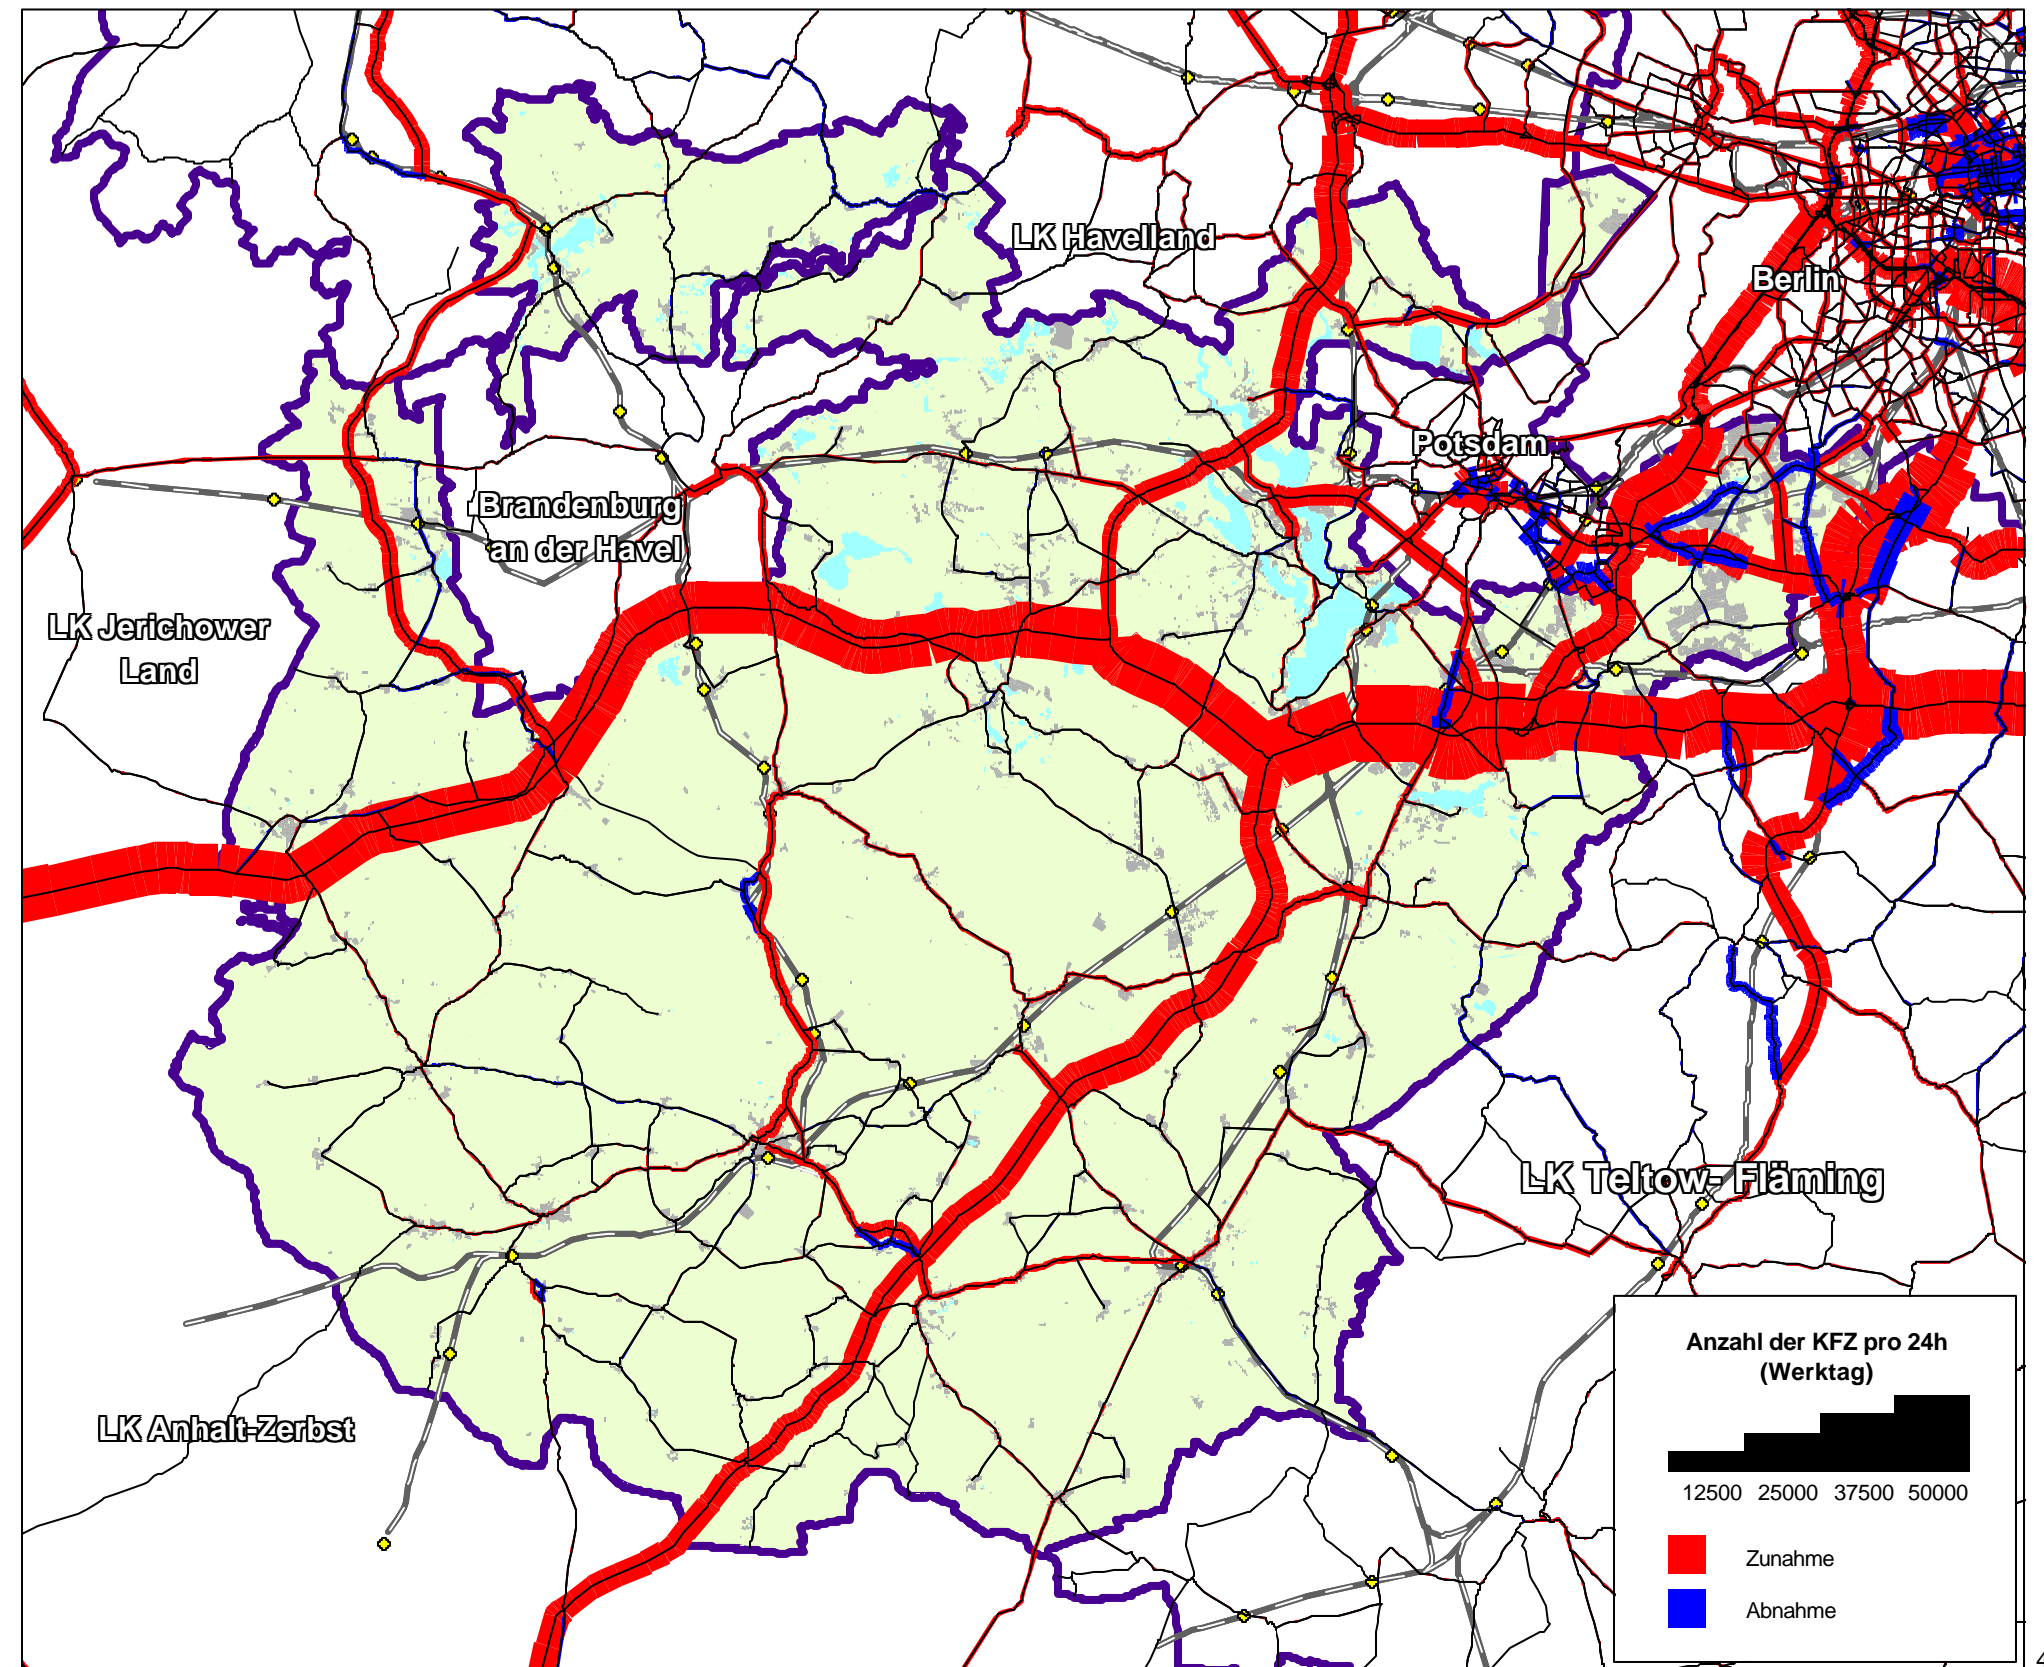 LK Havelland
Berlin
Potsdam
Brandenburg
an der Havel
LK Jerichower
Land
LK Teltow- Fläming
LK Anhalt-Zerbst
Anzahl der KFZ pro 24h
(Werktag)
12500 25000 37500 50000
Zunahme
Abnahme